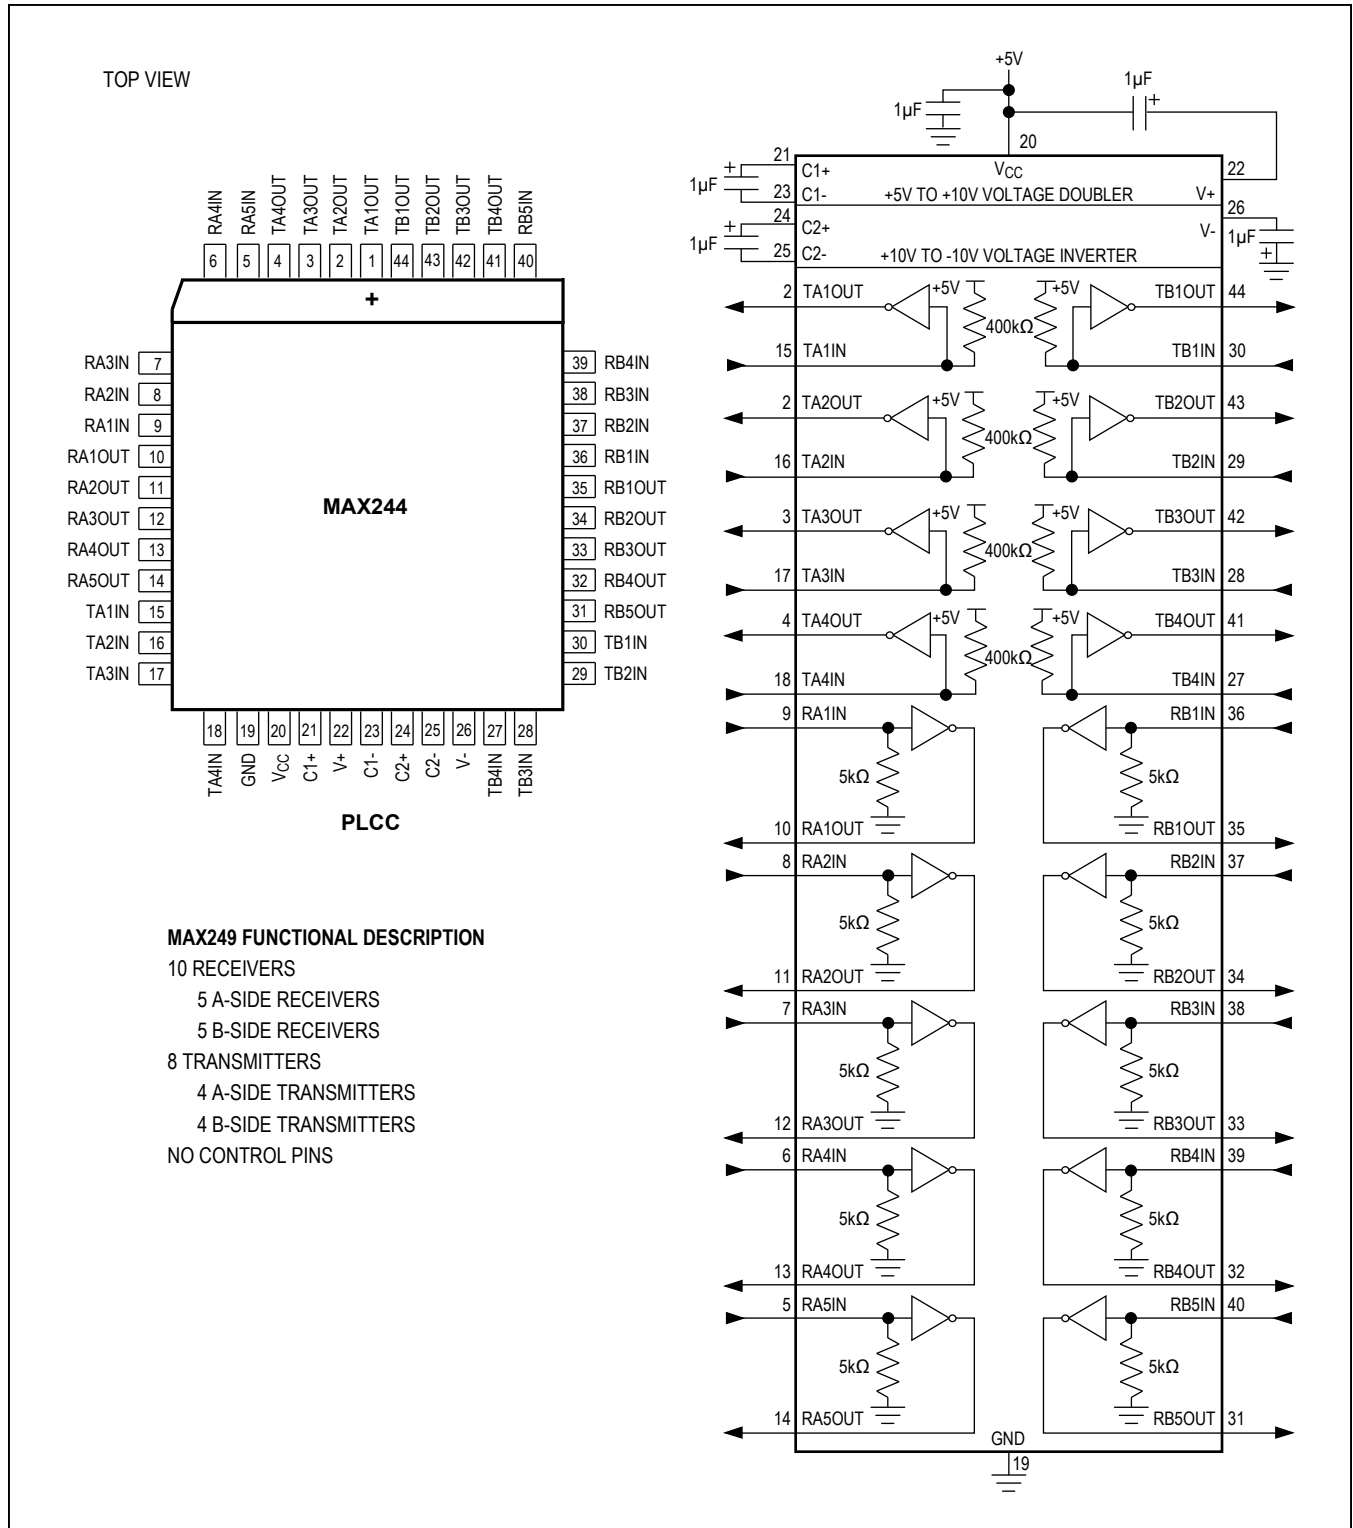 TOP VIEW
RA4IN
RA5IN
TA4OUT
TA3OUT
TA2OUT
TA1OUT
TB1OUT
TB2OUT
TB3OUT
TB4OUT
RB5IN
6 5 4 3 2 1 44 43 42 41 40
+
RA3IN 7
RA2IN 8
RA1IN 9
RA1OUT 10
RA2OUT 11
RA3OUT 12
RA4OUT 13
RA5OUT 14
TA1IN 15
TA2IN 16
TA3IN 17
MAX244
39 RB4IN
38 RB3IN
37 RB2IN
36 RB1IN
35 RB1OUT
34 RB2OUT
33 RB3OUT
32 RB4OUT
31 RB5OUT
30 TB1IN
29 TB2IN
18 19 20 21 22 23 24 25 26 27 28
TA4IN
GND
VCC
C1+
V+
C1-
C2+
C2-
V-
TB4IN
TB3IN
PLCC
MAX249 FUNCTIONAL DESCRIPTION
10 RECEIVERS
5 A-SIDE RECEIVERS
5 B-SIDE RECEIVERS
8 TRANSMITTERS
4 A-SIDE TRANSMITTERS
4 B-SIDE TRANSMITTERS
NO CONTROL PINS
+5V
1µF
1µF +
20
21 C1+ VCC 22
+
1µF
23 C1- +5V TO +10V VOLTAGE DOUBLER V+
24 C2+ 26
+
1µF V- 1µF
+
25 C2- +10V TO -10V VOLTAGE INVERTER
2 TA1OUT +5V +5V TB1OUT 44
400kΩ
15 TA1IN TB1IN 30
2 TA2OUT +5V +5V TB2OUT 43
400kΩ
16 TA2IN TB2IN 29
3 TA3OUT +5V +5V TB3OUT 42
400kΩ
17 TA3IN TB3IN 28
4 TA4OUT +5V +5V TB4OUT 41
400kΩ
18 TA4IN TB4IN 27
9 RA1IN RB1IN 36
5kΩ 5kΩ
10 RA1OUT RB1OUT 35
8 RA2IN RB2IN 37
5kΩ 5kΩ
11 RA2OUT RB2OUT 34
7 RA3IN RB3IN 38
5kΩ 5kΩ
12 RA3OUT RB3OUT 33
6 RA4IN RB4IN 39
5kΩ 5kΩ
13 RA4OUT RB4OUT 32
5 RA5IN RB5IN 40
5kΩ 5kΩ
14 RA5OUT RB5OUT 31
GND
19